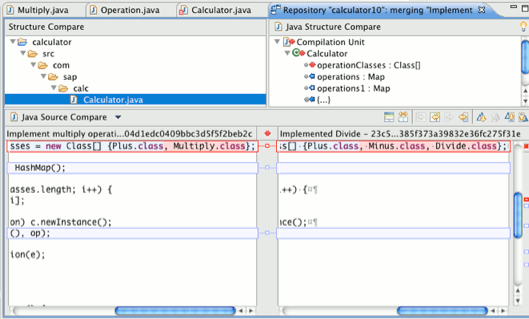 Multiply.java
Operation.java
Calculator.java
Repository "calculator10": merging "Implement
Structure Compare
Java Structure Compare
calculator
src
com
sap
calc
Calculator.java
Compilation Unit
Calculator
operationClasses : Class[]
operations : Map
operations1 : Map
{...}
Java Source Compare
Implement multiply operati...04d1edc0409bbc3d5f5f2beb2c
Implemented Divide - 23c5...385f373a39832e36fc275f31e
sses = new Class[] {Plus.class, Multiply.class};
ss[] {Plus.class, Minus.class, Divide.class};
HashMap();
asses.length; i++) {
i++) {¤¶
i];
on) c.newInstance();
nce();¤¶
(), op);
ion(e);